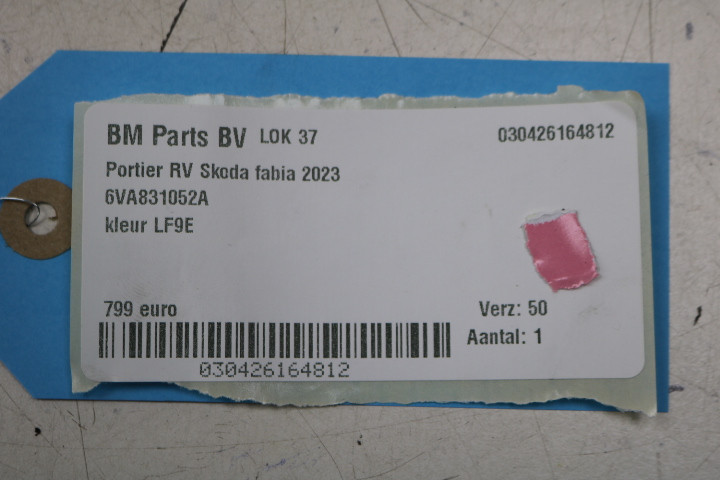 BM Parts BV LOK 37 030426164812
Portier RV Skoda fabia 2023
6VA831052A
kleur LF9E
799 euro Verz: 50
Aantal: 1
030426164812